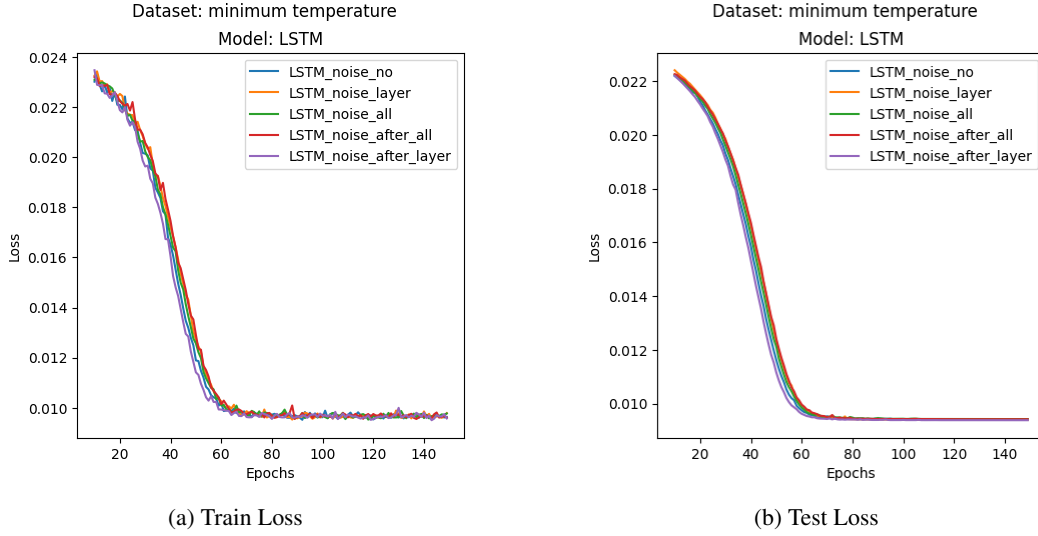 Dataset: minimum temperature
Model: LSTM
0.024
0.022
0.020
0.018
0.016
0.014
0.012
0.010
Loss
LSTM_noise_no
LSTM_noise_layer
LSTM_noise_all
LSTM_noise_after_all
LSTM_noise_after_layer
20 40 60 80 100 120 140
Epochs
(a) Train Loss
Dataset: minimum temperature
Model: LSTM
0.022
0.020
0.018
0.016
0.014
0.012
0.010
Loss
LSTM_noise_no
LSTM_noise_layer
LSTM_noise_all
LSTM_noise_after_all
LSTM_noise_after_layer
20 40 60 80 100 120 140
Epochs
(b) Test Loss